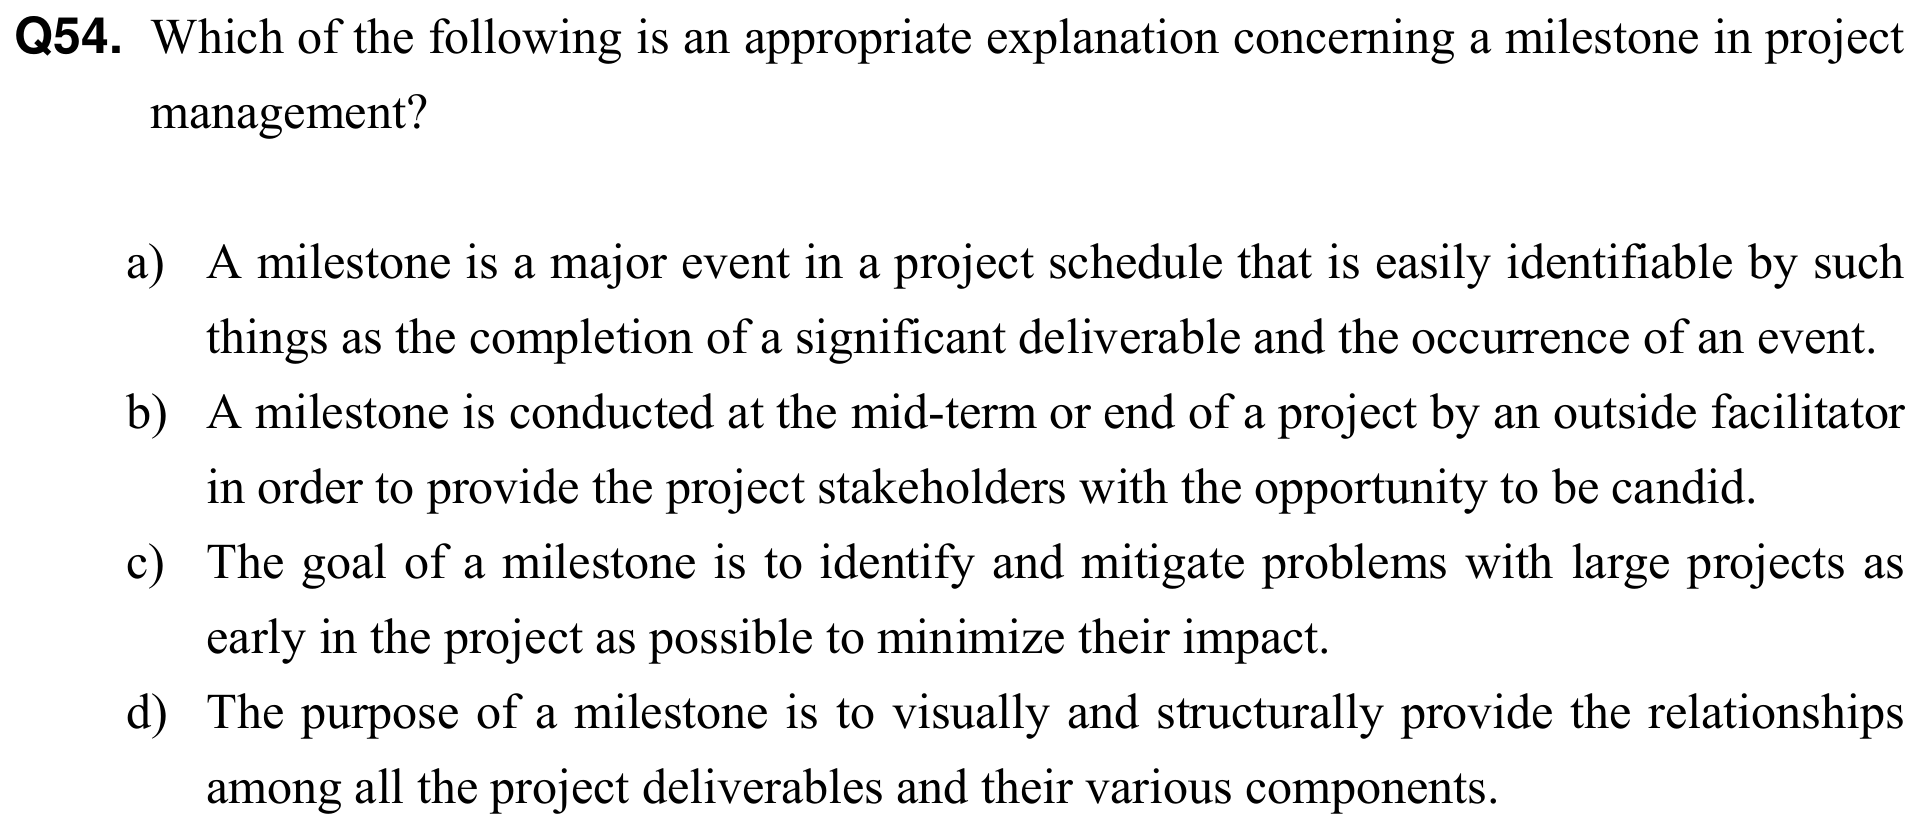 Q54. Which of the following is an appropriate explanation concerning a milestone in project
management?
a) A milestone is a major event in a project schedule that is easily identifiable by such
things as the completion of a significant deliverable and the occurrence of an event.
b) A milestone is conducted at the mid-term or end of a project by an outside facilitator
in order to provide the project stakeholders with the opportunity to be candid.
c) The goal of a milestone is to identify and mitigate problems with large projects as
early in the project as possible to minimize their impact.
d) The purpose of a milestone is to visually and structurally provide the relationships
among all the project deliverables and their various components.